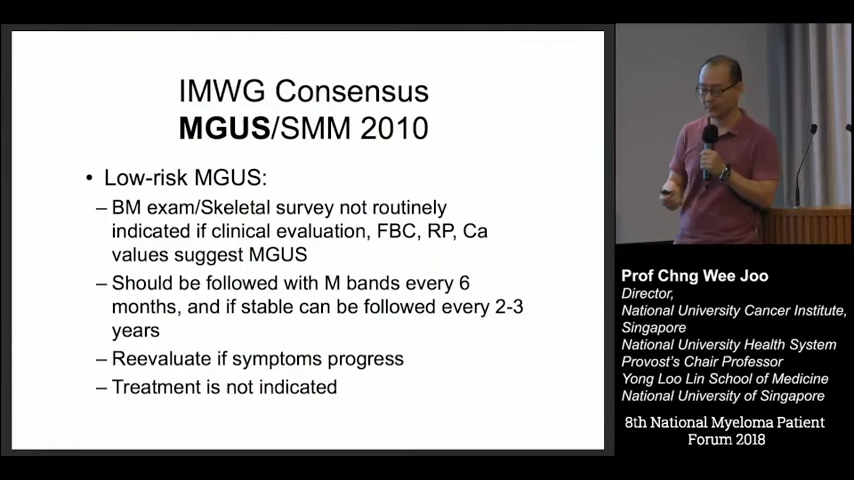 IMWG Consensus
MGUS/SMM 2010
• Low-risk MGUS:
– BM exam/Skeletal survey not routinely
indicated if clinical evaluation, FBC, RP, Ca
values suggest MGUS
– Should be followed with M bands every 6
months, and if stable can be followed every 2-3
years
– Reevaluate if symptoms progress
– Treatment is not indicated
Prof Chng Wee Joo
Director,
National University Cancer Institute,
Singapore
National University Health System
Provost's Chair Professor
Yong Loo Lin School of Medicine
National University of Singapore
8th National Myeloma Patient
Forum 2018